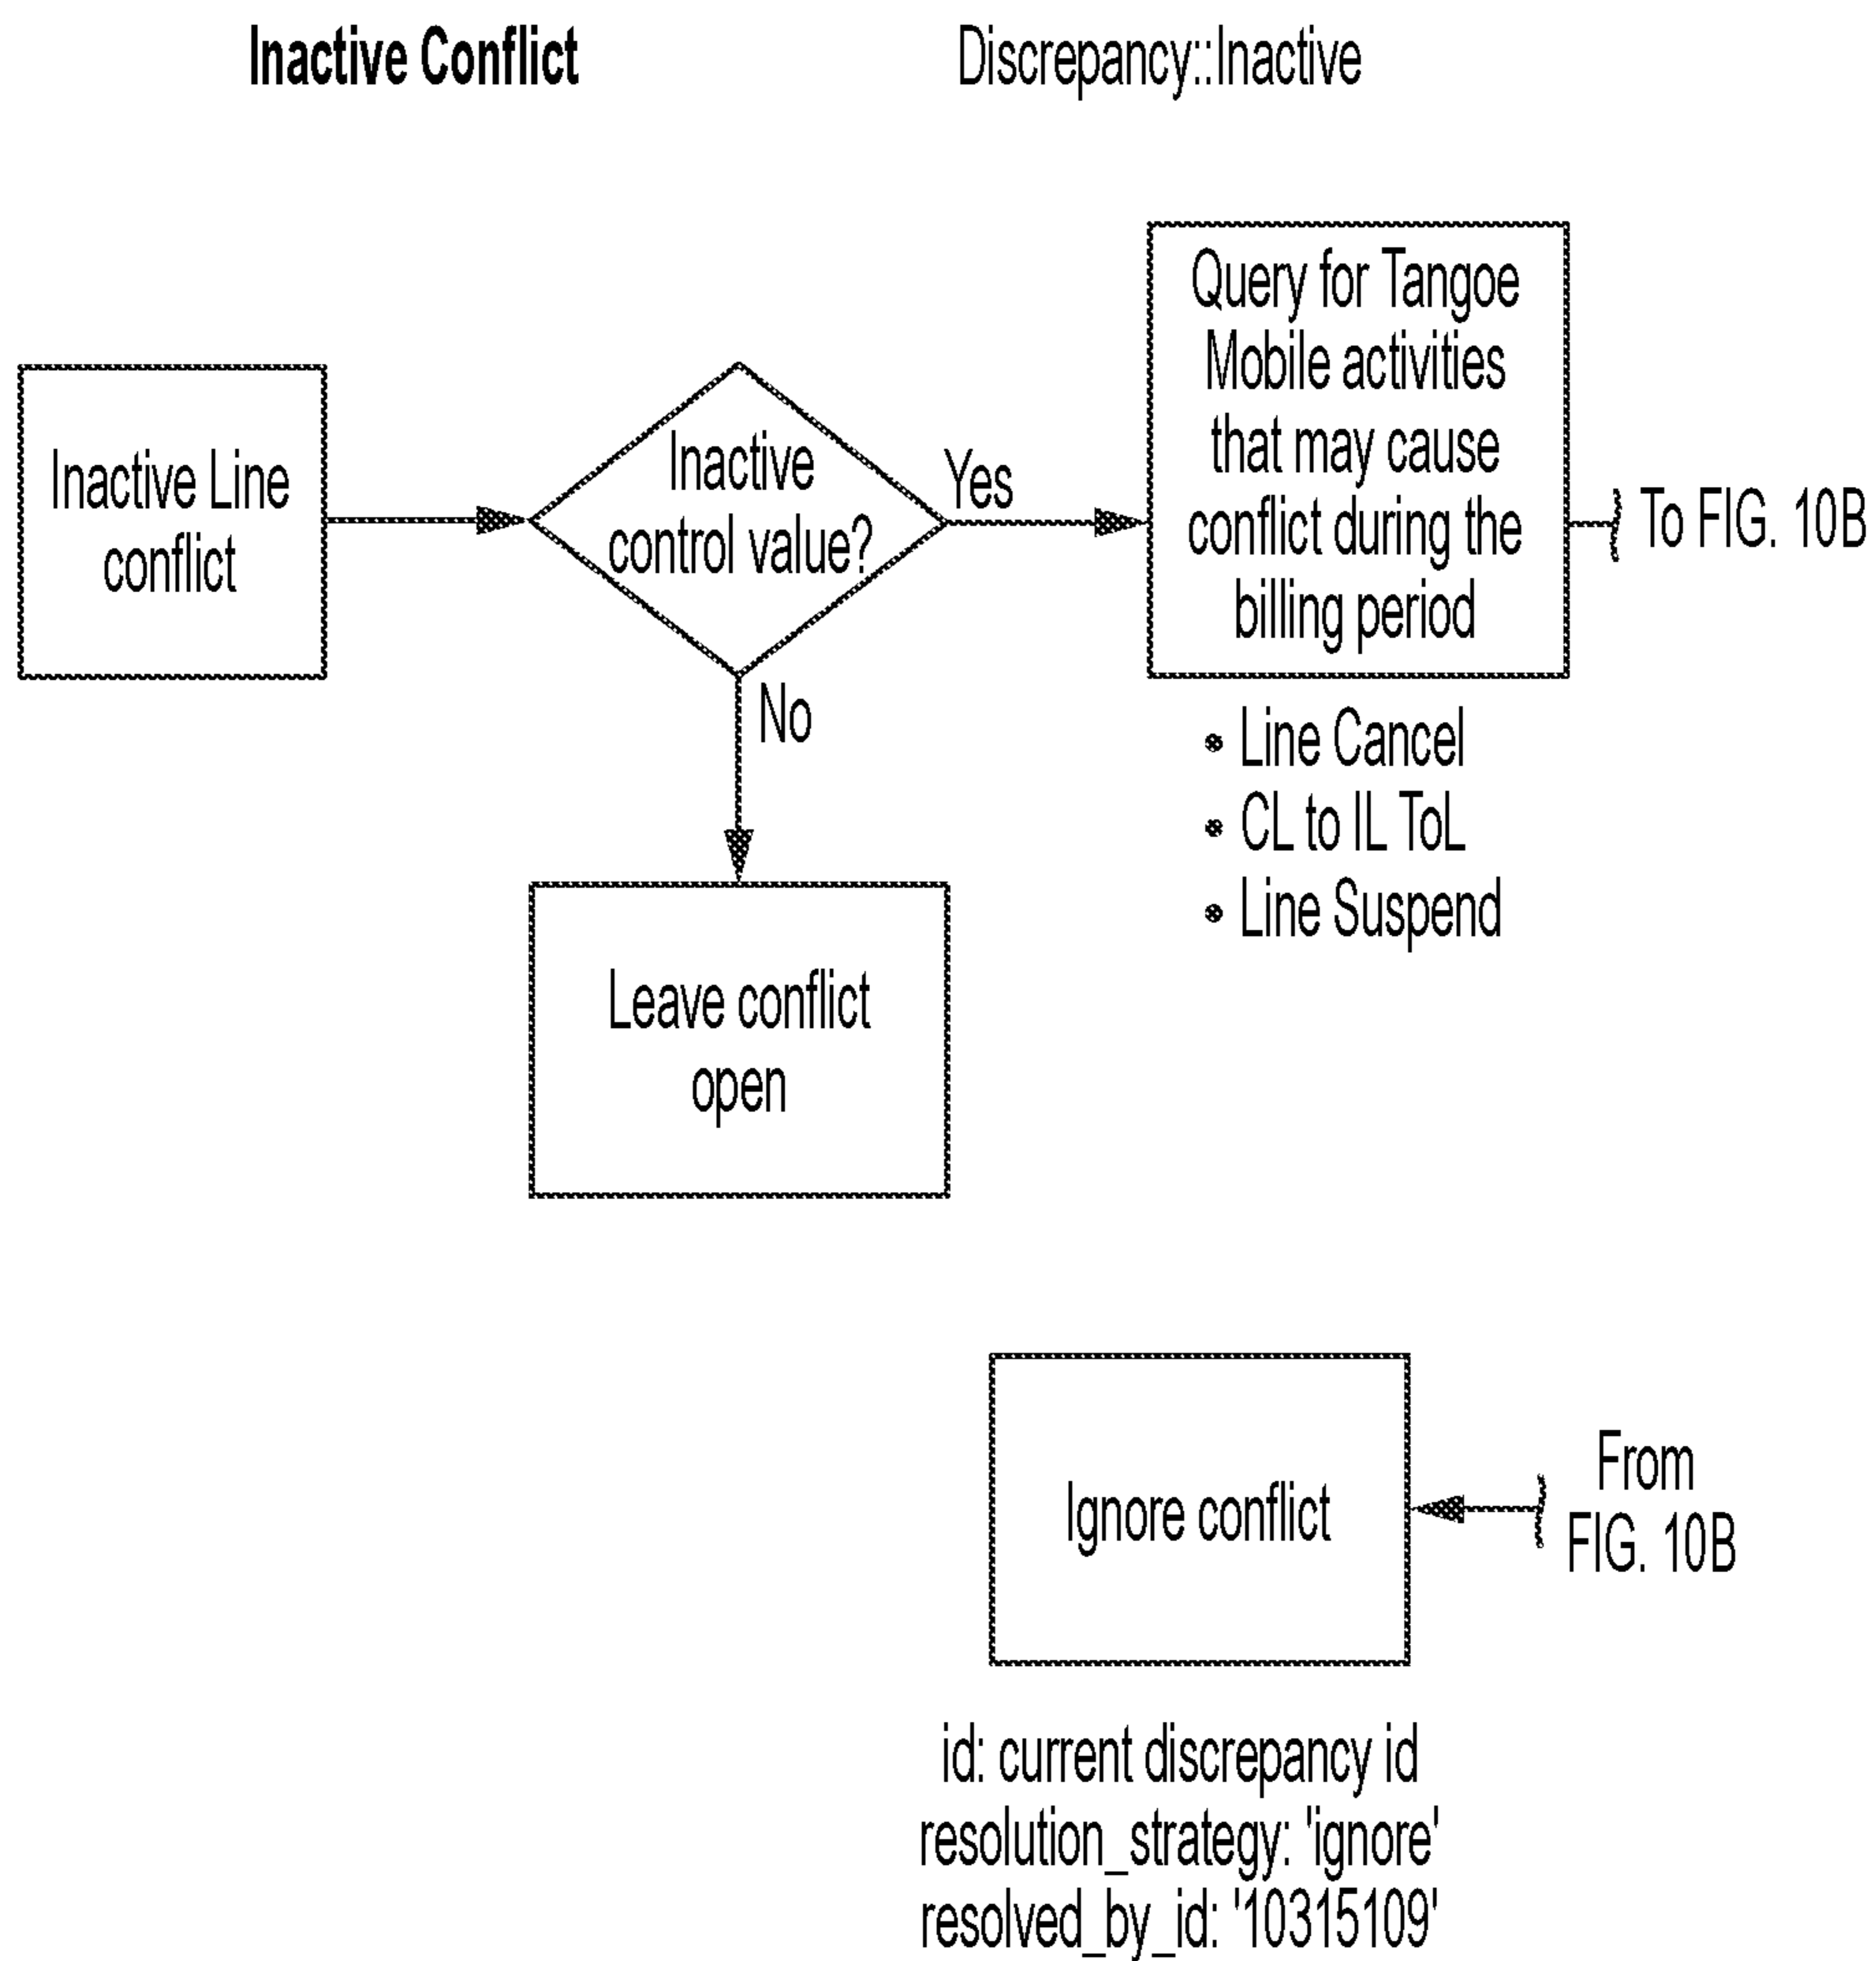 Inactive Conflict
Discrepancy::Inactive
Inactive Line
conflict
Inactive
control value?
Yes
No
Query for Tangoe
Mobile activities
that may cause
conflict during the
billing period
To FIG. 10B
• Line Cancel
• CL to IL ToL
• Line Suspend
Leave conflict
open
Ignore conflict
From
FIG. 10B
id: current discrepancy id
resolution_strategy: 'ignore'
resolved_by_id: '10315109'